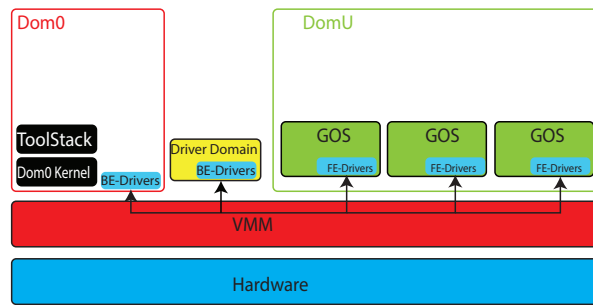 Dom0
DomU
ToolStack
Dom0 Kernel
BE-Drivers
Driver Domain
BE-Drivers
GOS
FE-Drivers
GOS
FE-Drivers
GOS
FE-Drivers
VMM
Hardware